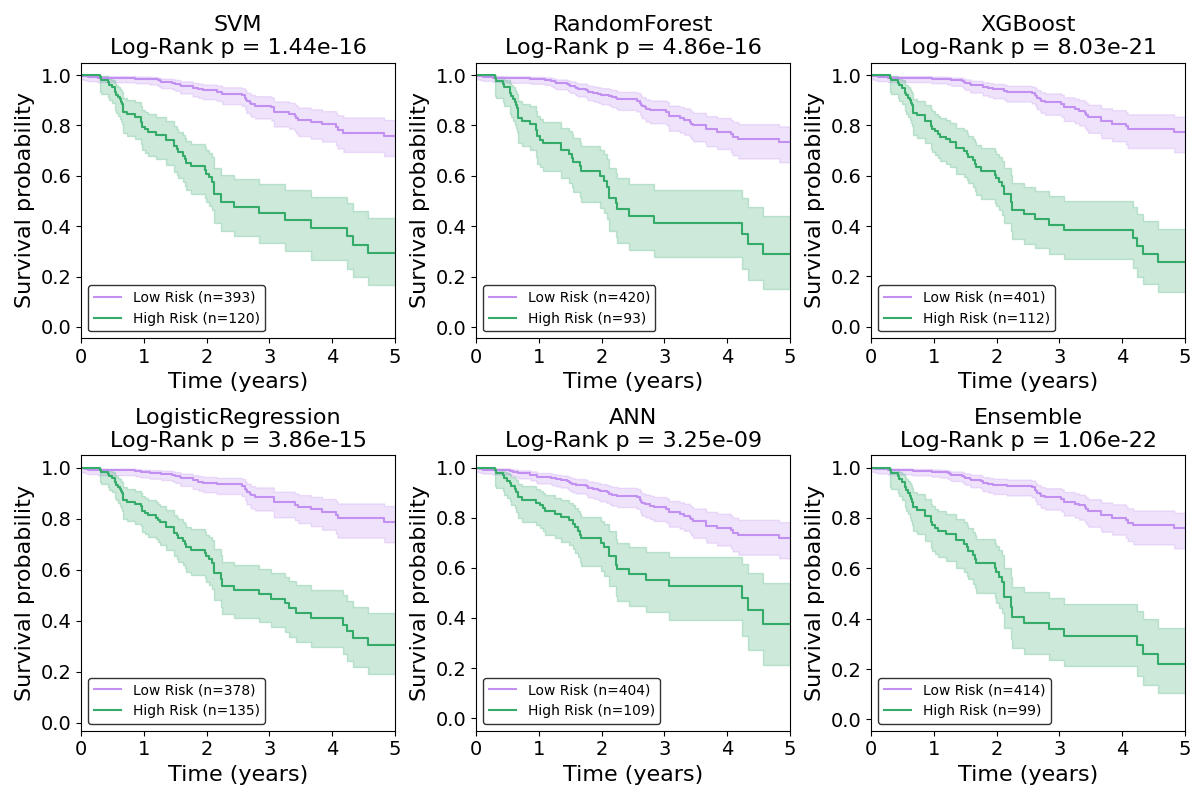 SVM
Log-Rank p = 1.44e-16
Survival probability
1.0
0.8
0.6
0.4
0.2
0.0
Low Risk (n=393)
High Risk (n=120)
0 1 2 3 4 5
Time (years)
RandomForest
Log-Rank p = 4.86e-16
Survival probability
1.0
0.8
0.6
0.4
0.2
0.0
Low Risk (n=420)
High Risk (n=93)
0 1 2 3 4 5
Time (years)
XGBoost
Log-Rank p = 8.03e-21
Survival probability
1.0
0.8
0.6
0.4
0.2
0.0
Low Risk (n=401)
High Risk (n=112)
0 1 2 3 4 5
Time (years)
LogisticRegression
Log-Rank p = 3.86e-15
Survival probability
1.0
0.8
0.6
0.4
0.2
0.0
Low Risk (n=378)
High Risk (n=135)
0 1 2 3 4 5
Time (years)
ANN
Log-Rank p = 3.25e-09
Survival probability
1.0
0.8
0.6
0.4
0.2
0.0
Low Risk (n=404)
High Risk (n=109)
0 1 2 3 4 5
Time (years)
Ensemble
Log-Rank p = 1.06e-22
Survival probability
1.0
0.8
0.6
0.4
0.2
0.0
Low Risk (n=414)
High Risk (n=99)
0 1 2 3 4 5
Time (years)